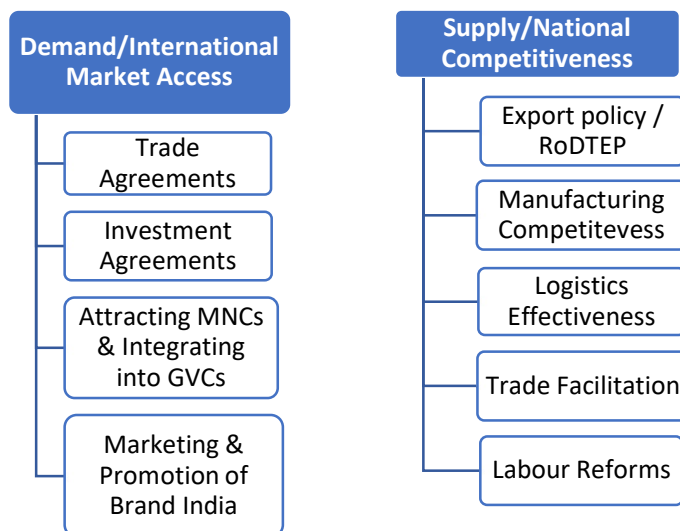 Demand/International
Market Access
Trade
Agreements
Investment
Agreements
Attracting MNCs
& Integrating
into GVCs
Marketing &
Promotion of
Brand India
Supply/National
Competitiveness
Export policy /
RoDTEP
Manufacturing
Competitevess
Logistics
Effectiveness
Trade Facilitation
Labour Reforms